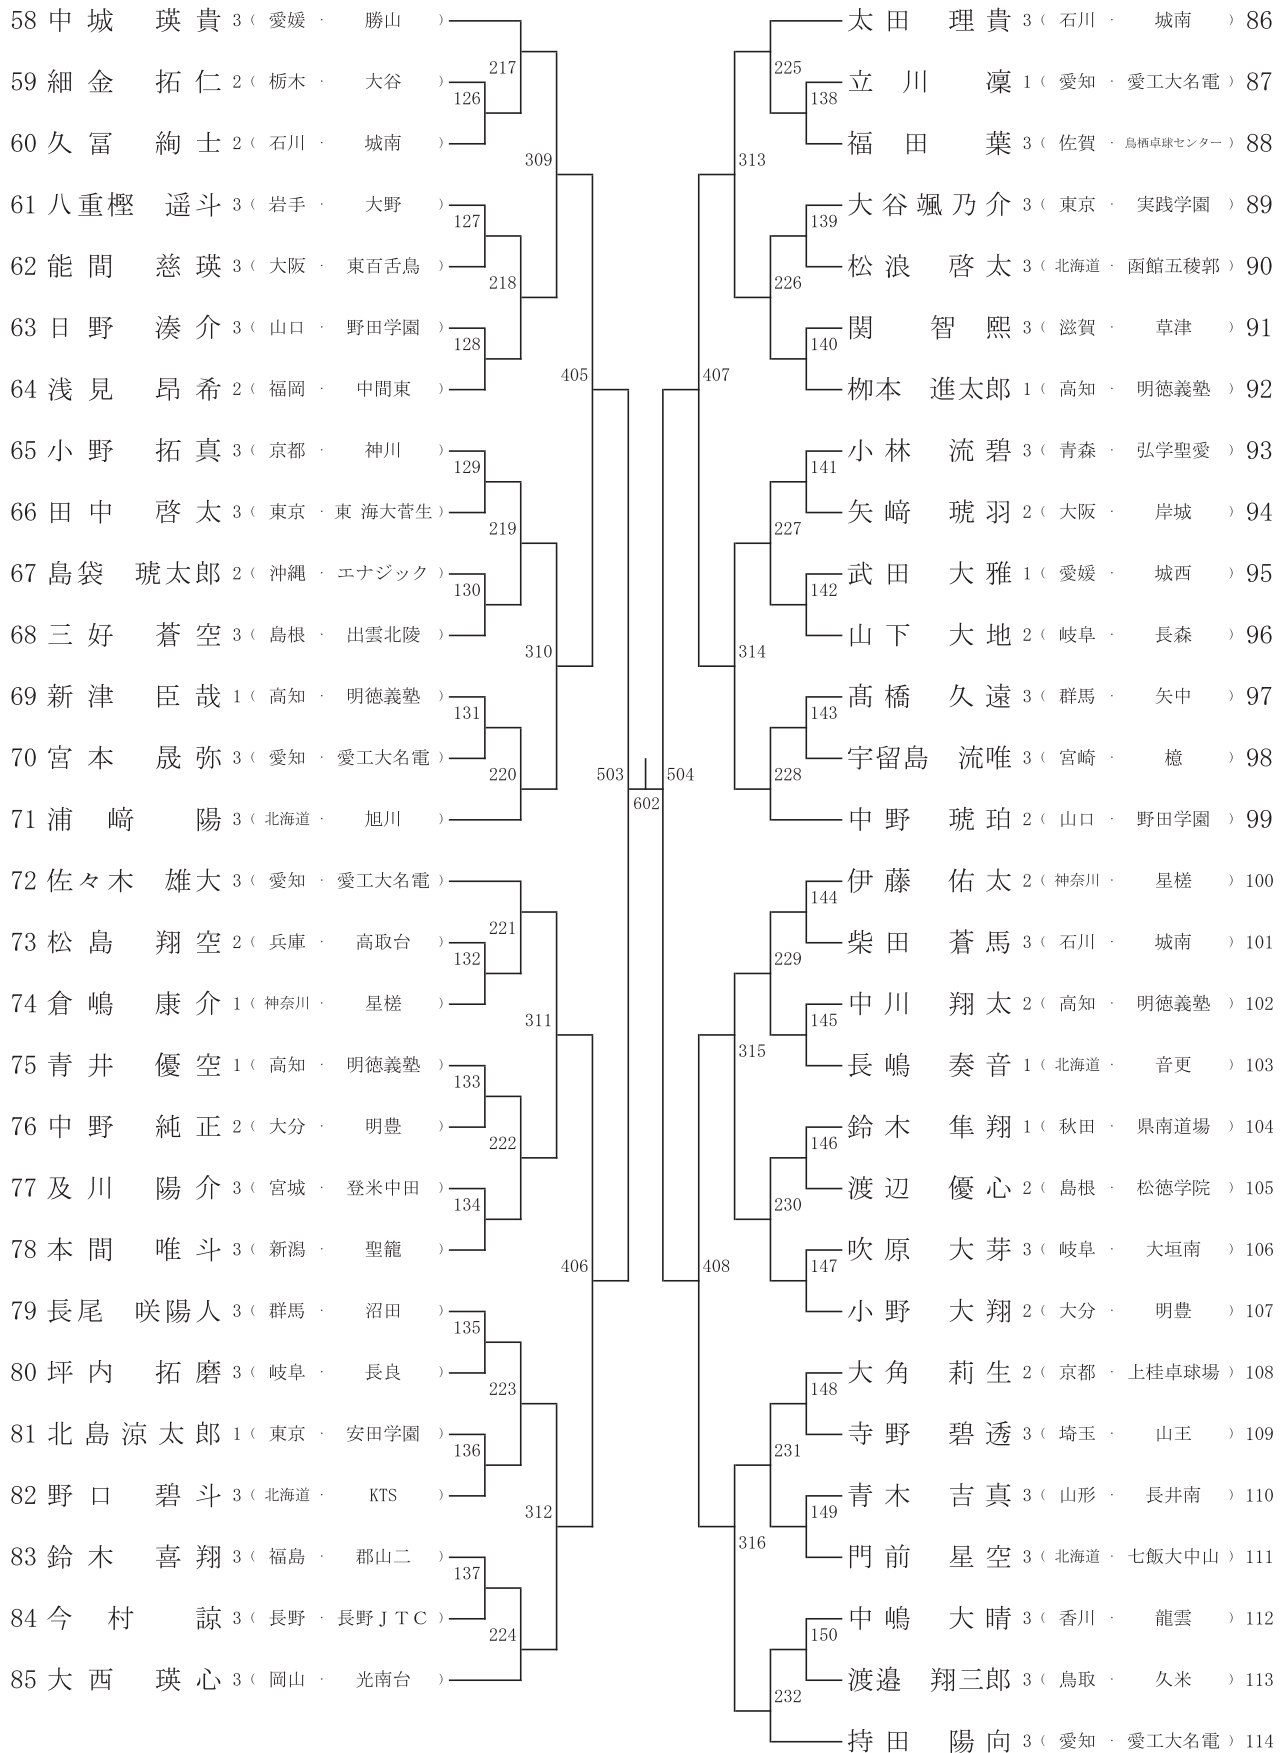 58 中城 瑛貴 3 ( 愛媛 ・ 勝山 )
59 細金 拓仁 2 ( 栃木 ・ 大谷 )
60 久冨 絢士 2 ( 石川 ・ 城南 )
61 八重樫 遥斗 3 ( 岩手 ・ 大野 )
62 能間 慈瑛 3 ( 大阪 ・ 東百舌鳥 )
63 日野 湊介 3 ( 山口 ・ 野田学園 )
64 浅見 昂希 2 ( 福岡 ・ 中間東 )
65 小野 拓真 3 ( 京都 ・ 神川 )
66 田中 啓太 3 ( 東京 ・ 東 海大菅生 )
67 島袋 琥太郎 2 ( 沖縄 ・ エナジック )
68 三好 蒼空 3 ( 島根 ・ 出雲北陵 )
69 新津 臣哉 1 ( 高知 ・ 明徳義塾 )
70 宮本 晟弥 3 ( 愛知 ・ 愛工大名電 )
71 浦﨑 陽 3 ( 北海道 ・ 旭川 )
72 佐々木 雄大 3 ( 愛知 ・ 愛工大名電 )
73 松島 翔空 2 ( 兵庫 ・ 高取台 )
74 倉嶋 康介 1 ( 神奈川 ・ 星槎 )
75 青井 優空 1 ( 高知 ・ 明徳義塾 )
76 中野 純正 2 ( 大分 ・ 明豊 )
77 及川 陽介 3 ( 宮城 ・ 登米中田 )
78 本間 唯斗 3 ( 新潟 ・ 聖籠 )
79 長尾 咲陽人 3 ( 群馬 ・ 沼田 )
80 坪内 拓磨 3 ( 岐阜 ・ 長良 )
81 北島涼太郎 1 ( 東京 ・ 安田学園 )
82 野口 碧斗 3 ( 北海道 ・ KTS )
83 鈴木 喜翔 3 ( 福島 ・ 郡山二 )
84 今村 諒 3 ( 長野 ・ 長野JTC )
85 大西 瑛心 3 ( 岡山 ・ 光南台 )
126
127
128
129
130
131
132
133
134
135
136
137
217
218
219
220
221
222
223
224
309
310
311
312
405
406
503
602
504
407
408
313
314
315
316
225
226
227
228
229
230
231
232
138
139
140
141
142
143
144
145
146
147
148
149
150
太田 理貴 3 ( 石川 ・ 城南 ) 86
立川 凜 1 ( 愛知 ・ 愛工大名電 ) 87
福田 葉 3 ( 佐賀 ・ 鳥栖卓球センター ) 88
大谷颯乃介 3 ( 東京 ・ 実践学園 ) 89
松浪 啓太 3 ( 北海道 ・ 函館五稜郭 ) 90
関 智熙 3 ( 滋賀 ・ 草津 ) 91
栁本 進太郎 1 ( 高知 ・ 明徳義塾 ) 92
小林 流碧 3 ( 青森 ・ 弘学聖愛 ) 93
矢﨑 琥羽 2 ( 大阪 ・ 岸城 ) 94
武田 大雅 1 ( 愛媛 ・ 城西 ) 95
山下 大地 2 ( 岐阜 ・ 長森 ) 96
髙橋 久遠 3 ( 群馬 ・ 矢中 ) 97
宇留島 流唯 3 ( 宮崎 ・ 檍 ) 98
中野 琥珀 2 ( 山口 ・ 野田学園 ) 99
伊藤 佑太 2 ( 神奈川 ・ 星槎 ) 100
柴田 蒼馬 3 ( 石川 ・ 城南 ) 101
中川 翔太 2 ( 高知 ・ 明徳義塾 ) 102
長嶋 奏音 1 ( 北海道 ・ 音更 ) 103
鈴木 隼翔 1 ( 秋田 ・ 県南道場 ) 104
渡辺 優心 2 ( 島根 ・ 松徳学院 ) 105
吹原 大芽 3 ( 岐阜 ・ 大垣南 ) 106
小野 大翔 2 ( 大分 ・ 明豊 ) 107
大角 莉生 2 ( 京都 ・ 上桂卓球場 ) 108
寺野 碧透 3 ( 埼玉 ・ 山王 ) 109
青木 吉真 3 ( 山形 ・ 長井南 ) 110
門前 星空 3 ( 北海道 ・ 七飯大中山 ) 111
中嶋 大晴 3 ( 香川 ・ 龍雲 ) 112
渡邉 翔三郎 3 ( 鳥取 ・ 久米 ) 113
持田 陽向 3 ( 愛知 ・ 愛工大名電 ) 114